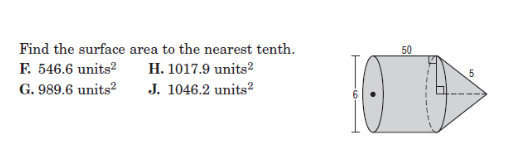 Find the surface area to the nearest tenth.
F. 546.6 units²
H. 1017.9 units²
G. 989.6 units²
J. 1046.2 units²
50
5
6